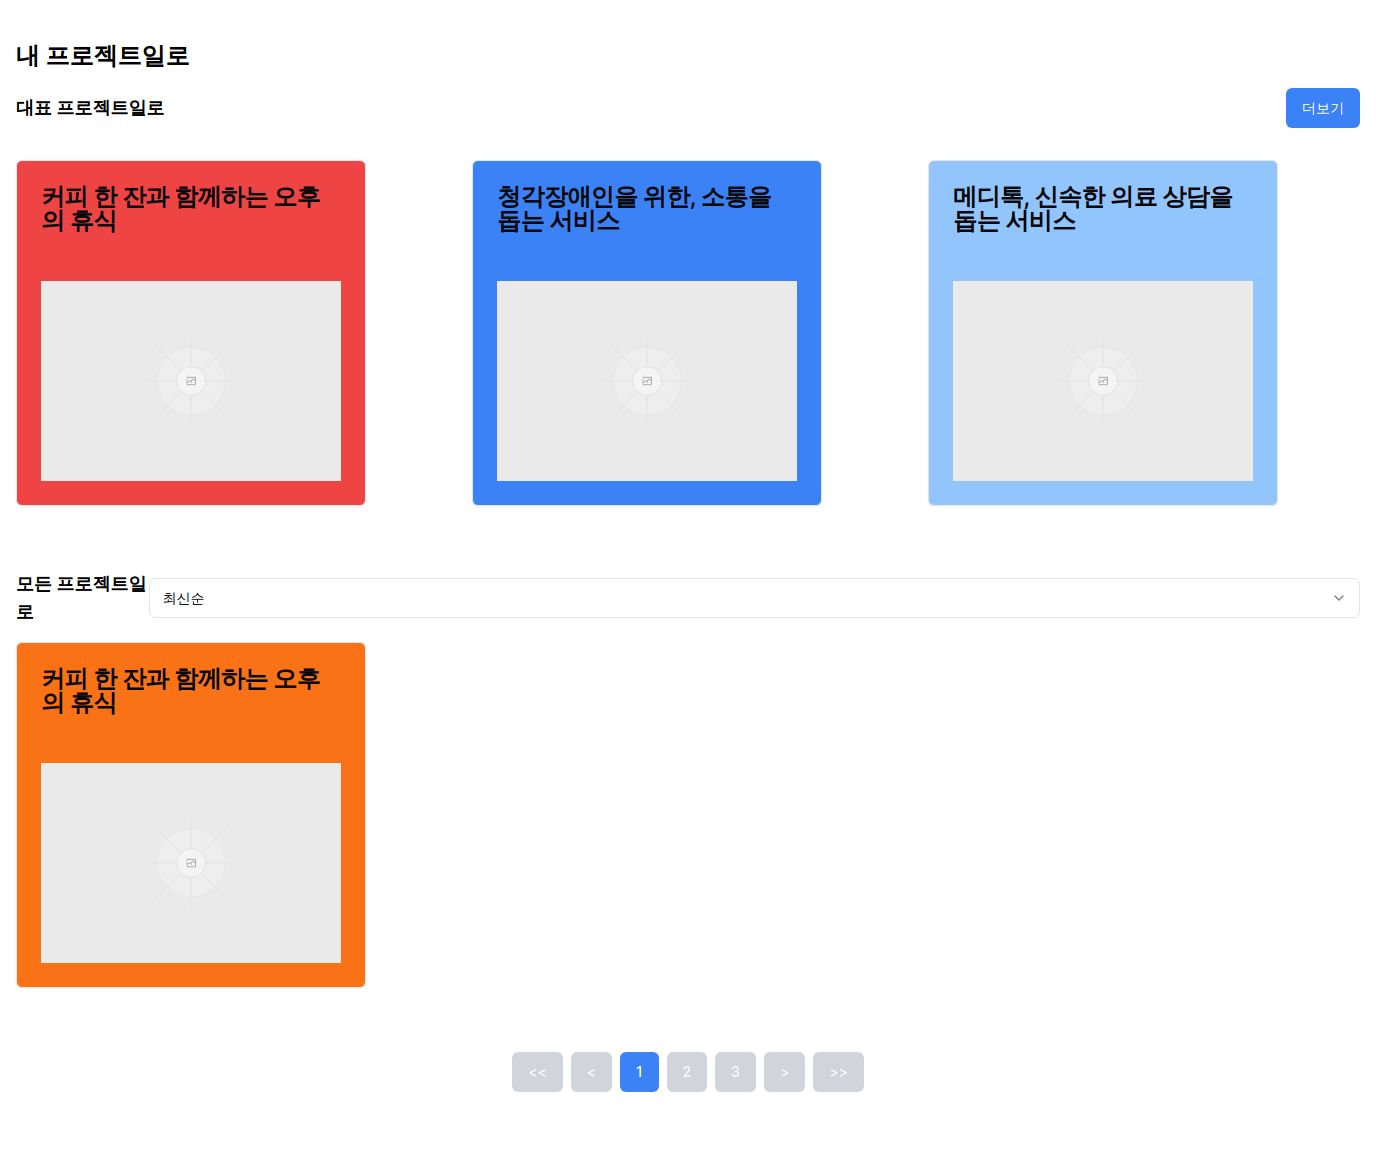 내 프로젝트일로
대표 프로젝트일로
더보기
커피 한 잔과 함께하는 오후
의 휴식
청각장애인을 위한, 소통을
돕는 서비스
메디톡, 신속한 의료 상담을
돕는 서비스
모든 프로젝트일
로
최신순
커피 한 잔과 함께하는 오후
의 휴식
<< < 1 2 3 > >>